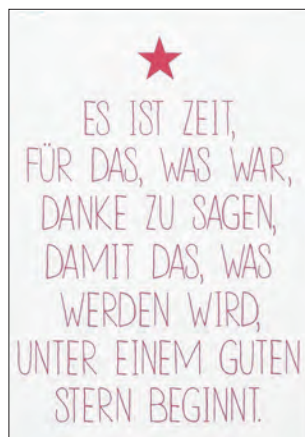 ES IST ZEIT,
FÜR DAS, WAS WAR,
DANKE ZU SAGEN,
DAMIT DAS, WAS
WERDEN WIRD,
UNTER EINEM GUTEN
STERN BEGINNT.